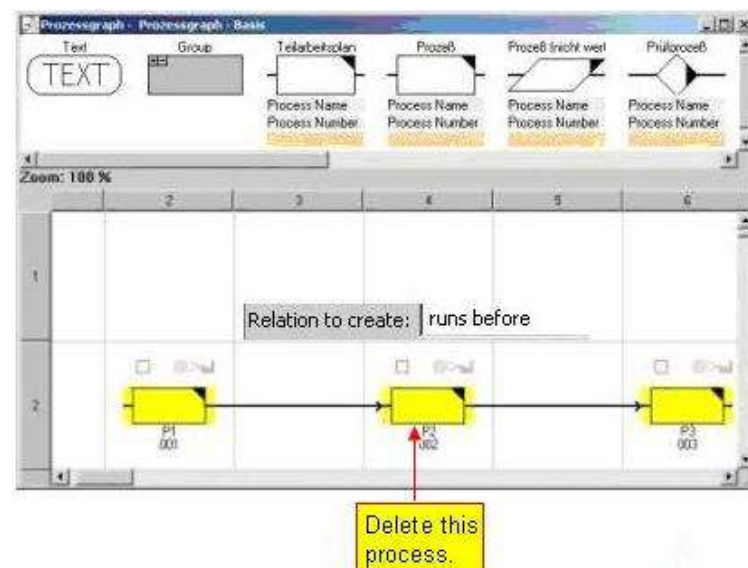 Prozessgraph - Prozessgraph - Basis
Text Group Teilarbeitsplan Prozeß Prozeß (nicht wert Prüfprozeß
TEXT
Process Name Process Name Process Name Process Name
Process Number Process Number Process Number Process Number
Zoom: 100 %
2 3 4 5 6
1
Relation to create: runs before
2
P1 P2 P3
001 002 003
Delete this
process.